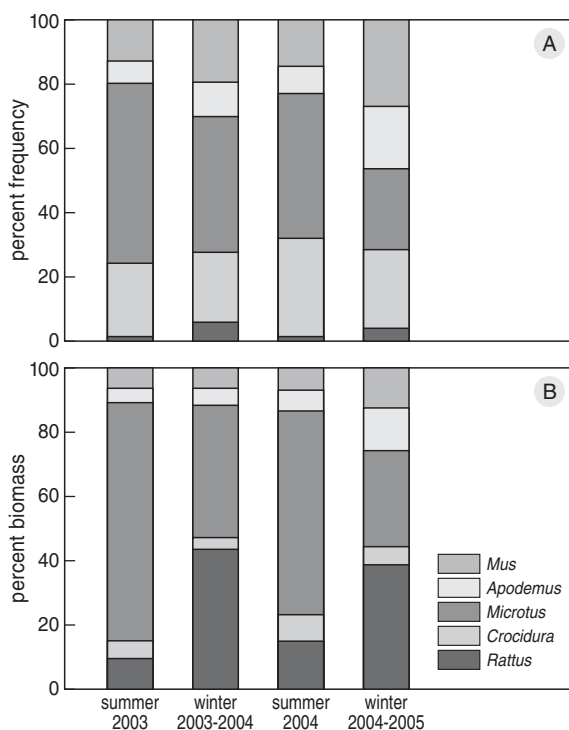 percent frequency
100
80
60
40
20
0
A
percent biomass
100
80
60
40
20
0
B
Mus
Apodemus
Microtus
Crocidura
Rattus
summer
2003
winter
2003-2004
summer
2004
winter
2004-2005